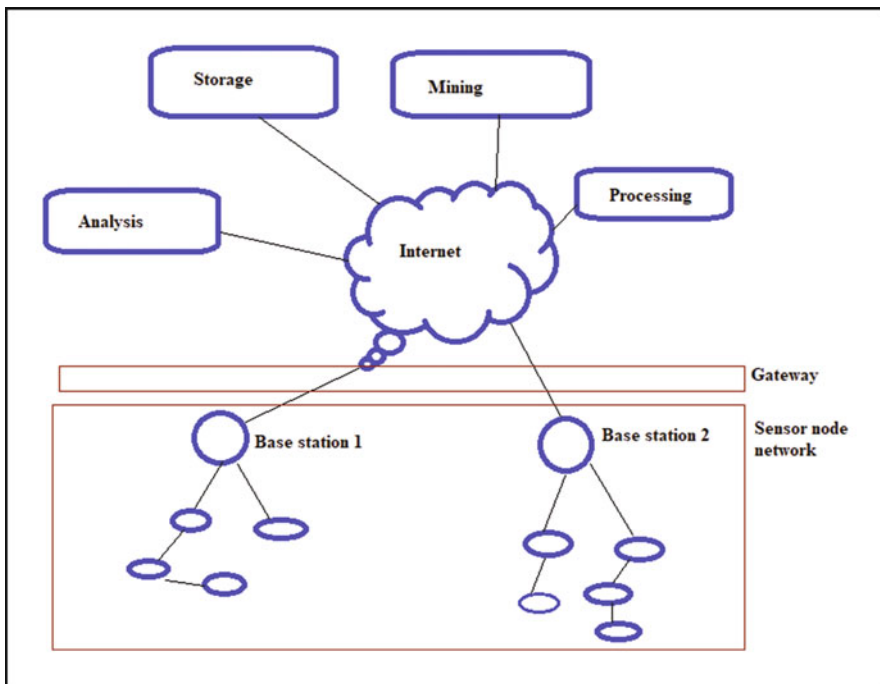 Storage
Mining
Analysis
Processing
Internet
Gateway
Base station 1
Base station 2
Sensor node
network